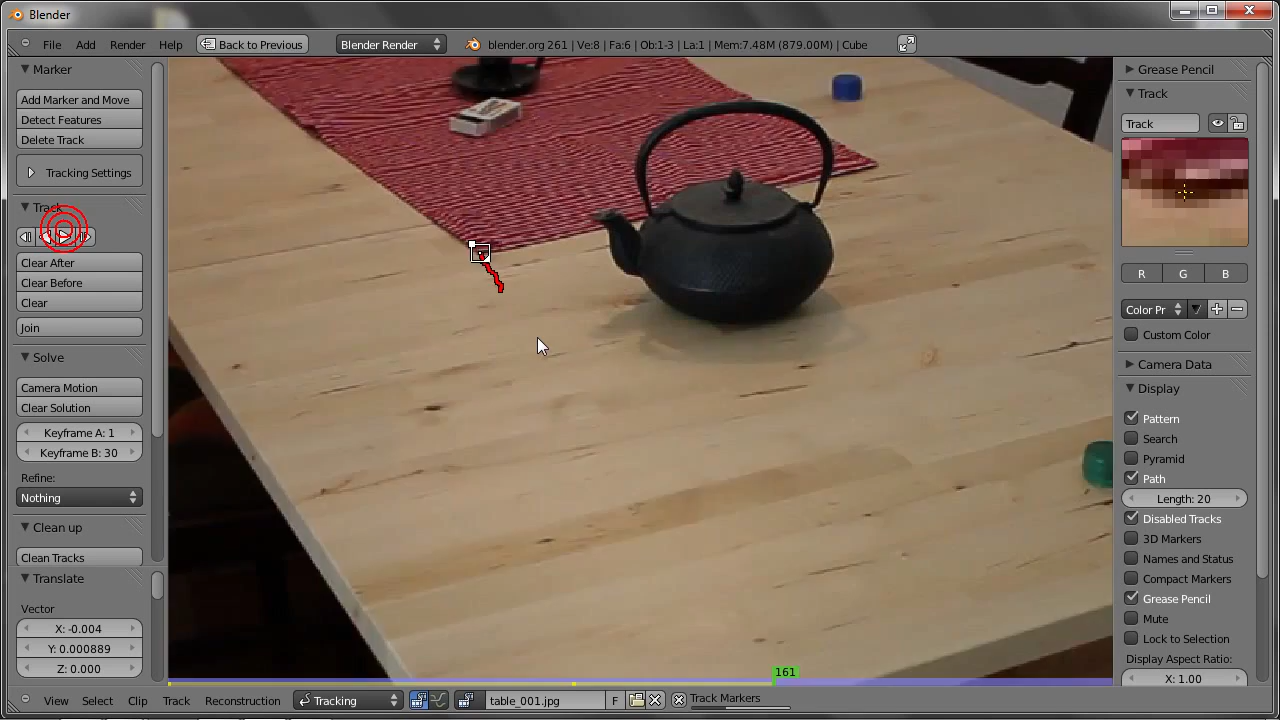 Blender
File Add Render Help Back to Previous Blender Render blender.org 261 | Ve:8 | Fa:6 | Ob:1-3 | La:1 | Mem:7.48M (879.00M) | Cube
Marker
Add Marker and Move
Detect Features
Delete Track
Tracking Settings
Track
Clear After
Clear Before
Clear
Join
Solve
Camera Motion
Clear Solution
Keyframe A: 1
Keyframe B: 30
Refine:
Nothing
Clean up
Clean Tracks
Translate
Vector
X: -0.004
Y: 0.000889
Z: 0.000
Grease Pencil
Track
Track
R G B
Color Pr
Custom Color
Camera Data
Display
Pattern
Search
Pyramid
Path
Length: 20
Disabled Tracks
3D Markers
Names and Status
Compact Markers
Grease Pencil
Mute
Lock to Selection
Display Aspect Ratio:
X: 1.00
161
View Select Clip Track Reconstruction Tracking table_001.jpg F Track Markers